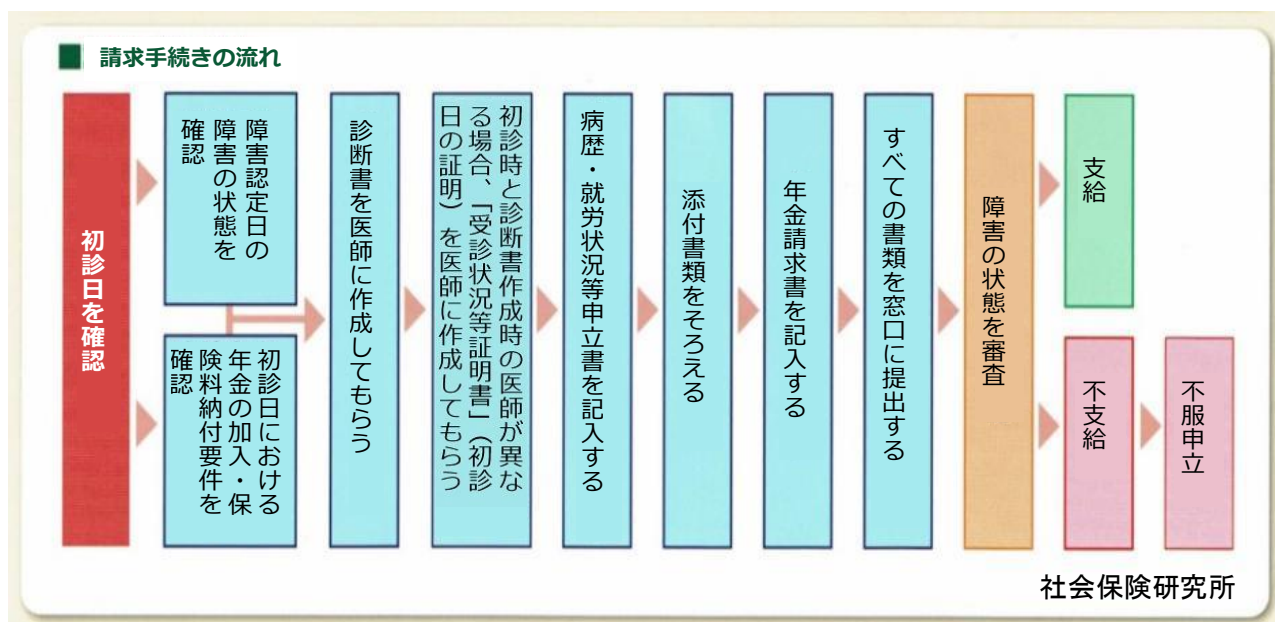 請求手続きの流れ
初診日を確認
障害認定日の
障害の状態を
確認
初診日における
年金の加入・保
険料納付要件を
確認
診断書を医師に作成してもらう
初診時と診断書作成時の医師が異な
る場合、「受診状況等証明書」（初診
日の証明）を医師に作成してもらう
病歴・就労状況等申立書を記入する
添付書類をそろえる
年金請求書を記入する
すべての書類を窓口に提出する
障害の状態を審査
支給
不支給
不服申立
社会保険研究所